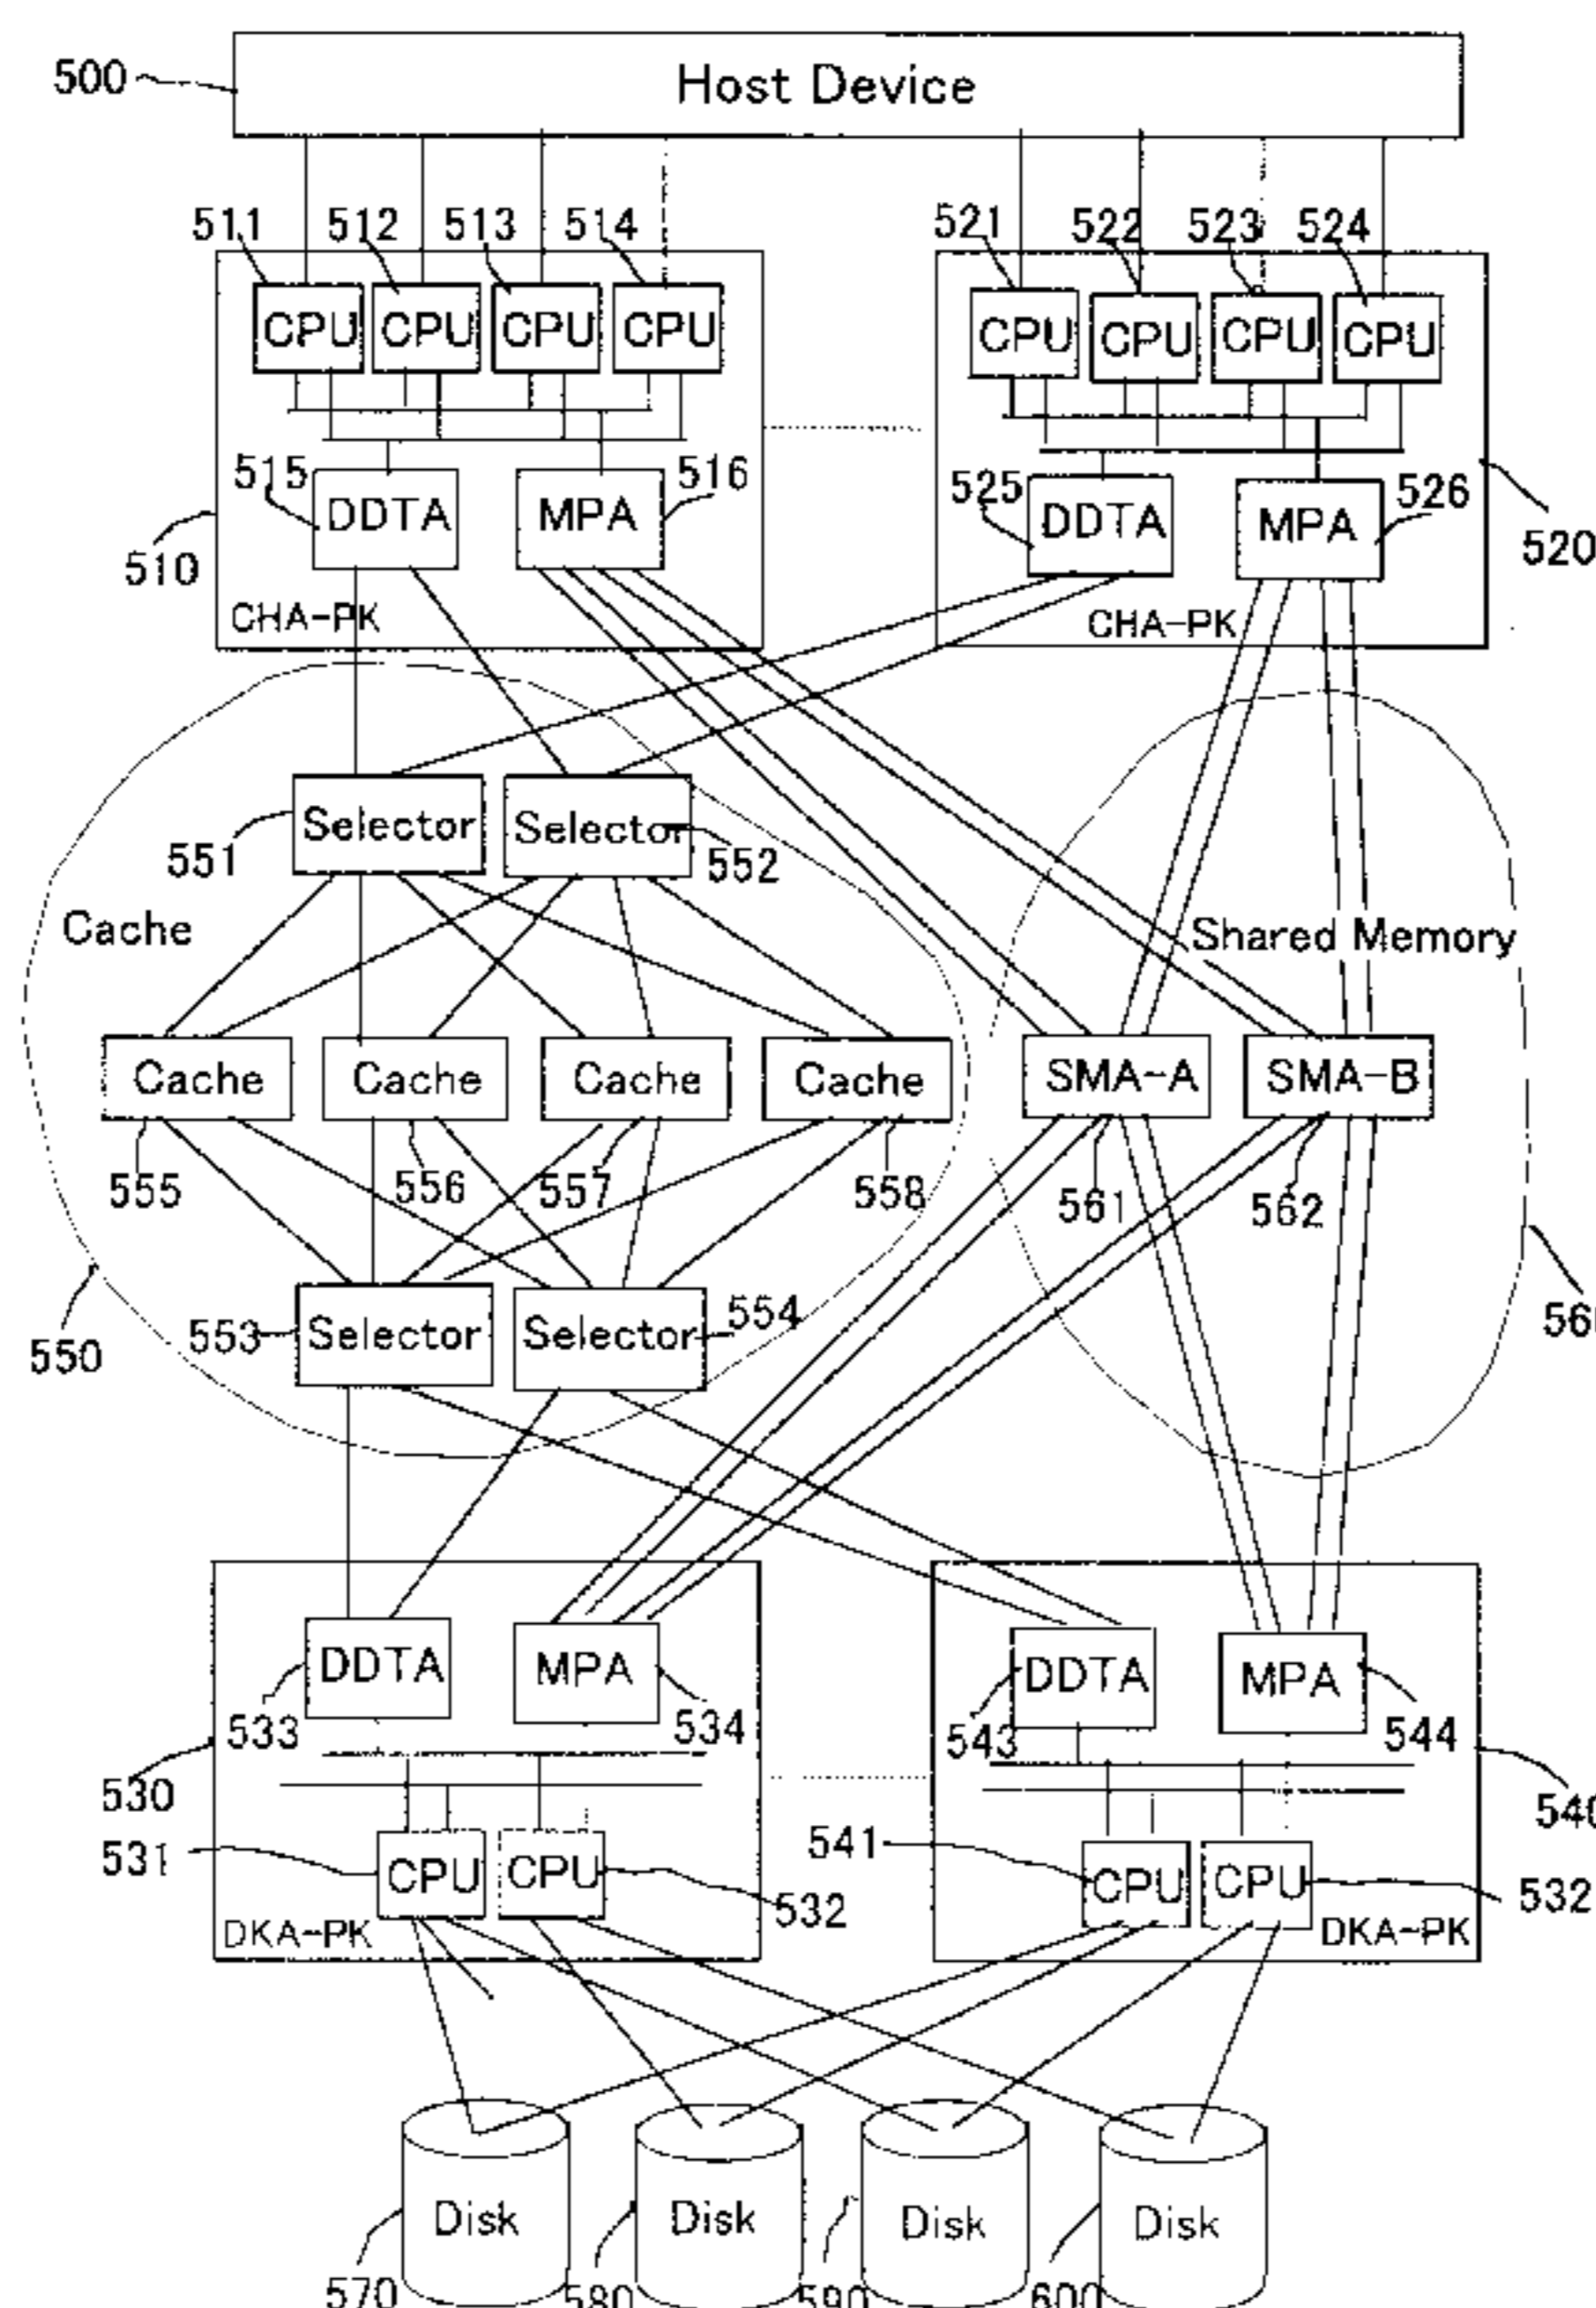 500
Host Device
511
512
513
514
521
522
523
524
CPU
CPU
CPU
CPU
CPU
CPU
CPU
CPU
515
DDTA
MPA
516
525
DDTA
MPA
526
510
520
CHA-PK
CHA-PK
Selector
Selector
551
552
Cache
Shared Memory
Cache
Cache
Cache
Cache
SMA-A
SMA-B
555
556
557
558
561
562
553
Selector
Selector
554
550
DDTA
MPA
DDTA
MPA
533
534
543
544
530
531
CPU
CPU
532
541
CPU
CPU
532
DKA-PK
DKA-PK
Disk
Disk
Disk
Disk
570
580
590
600